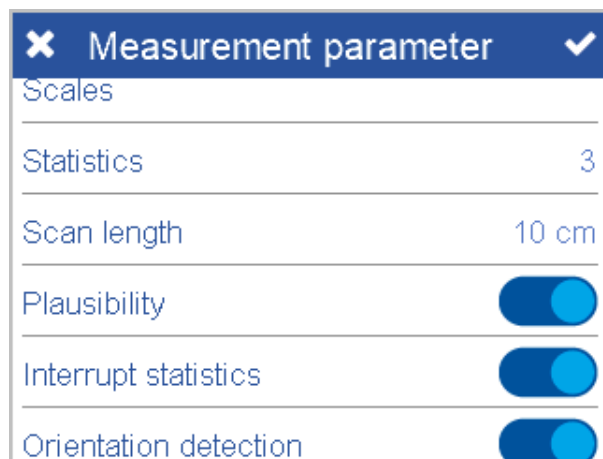 Measurement parameter
Scales
Statistics 3
Scan length 10 cm
Plausibility
Interrupt statistics
Orientation detection